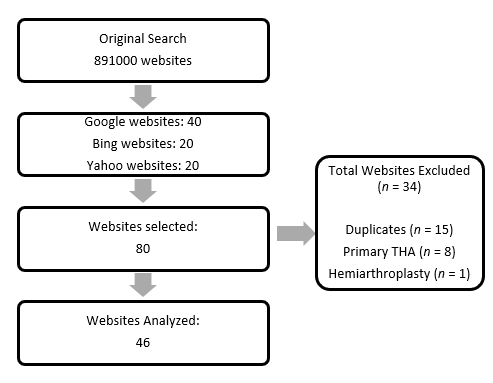 Original Search
891000 websites
Google websites: 40
Bing websites: 20
Yahoo websites: 20
Websites selected:
80
Total Websites Excluded
(n = 34)
Duplicates (n = 15)
Primary THA (n = 8)
Hemiarthroplasty (n = 1)
Websites Analyzed:
46